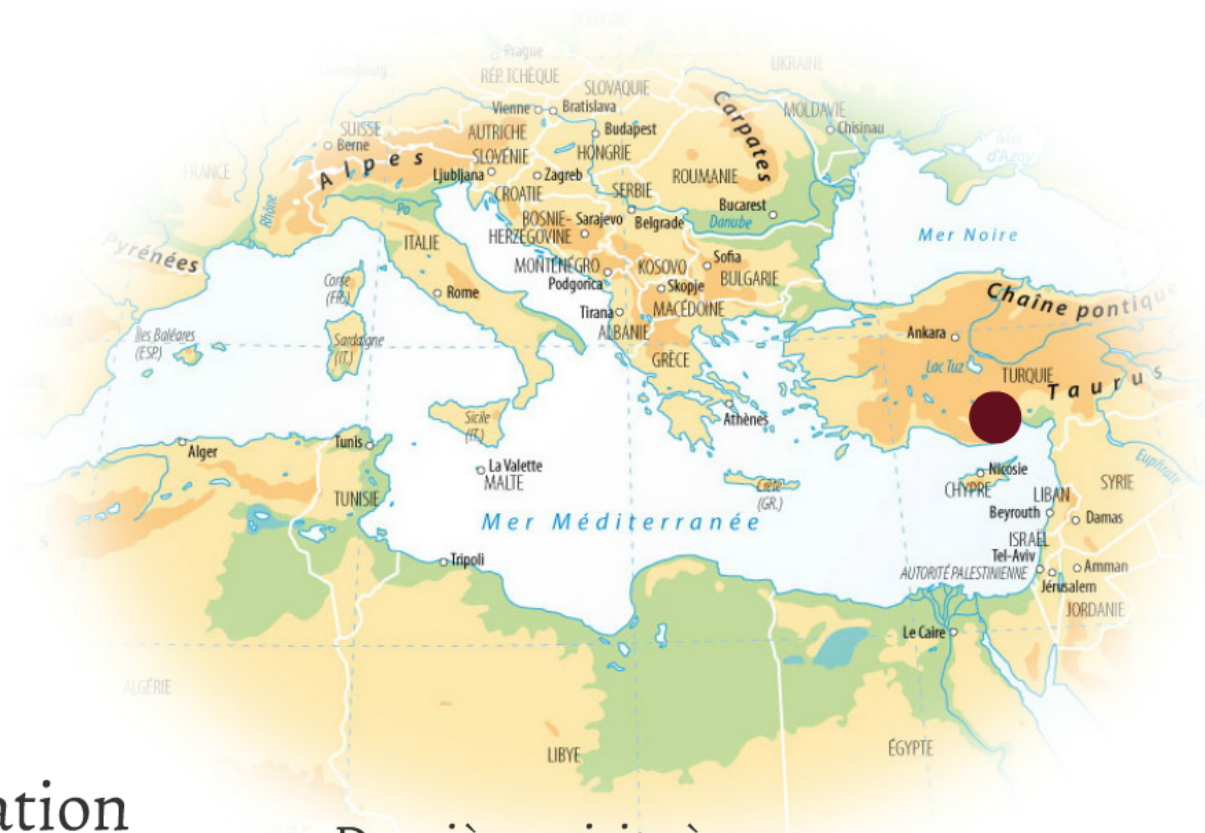 Prague
RÉP. TCHÈQUE
UKRAINE
SLOVAQUIE
Carpates
Vienne
Bratislava
MOLDAVIE
Chisinau
SUISSE
Berne
AUTRICHE
Budapest
HONGRIE
Mer
d'Azov
FRANCE
Alpes
SLOVÉNIE
Ljubljana
Zagreb
ROUMANIE
CROATIE
SERBIE
Bucarest
Rhône
Po
BOSNIE-
HERZÉGOVINE
Sarajevo
Belgrade
Danube
Mer Noire
Pyrénées
ITALIE
MONTÉNÉGRO
Podgorica
KOSOVO
Sofia
BULGARIE
Corse
(FR.)
Rome
Skopje
Chaîne pontique
Tirana
MACÉDOINE
ALBANIE
Ankara
Îles Baléares
(ESP.)
Sardaigne
(IT.)
GRÈCE
Lac Tuz
TURQUIE
Taurus
Sicile
(IT.)
Athènes
Alger
Tunis
La Valette
MALTE
Nicosie
CHYPRE
Euphrate
TUNISIE
Crète
(GR.)
LIBAN
SYRIE
Beyrouth
Damas
Mer Méditerranée
ISRAËL
Tel-Aviv
Tripoli
AUTORITÉ PALESTINIENNE
Amman
Jérusalem
JORDANIE
Le Caire
ALGÉRIE
LIBYE
ÉGYPTE
ation